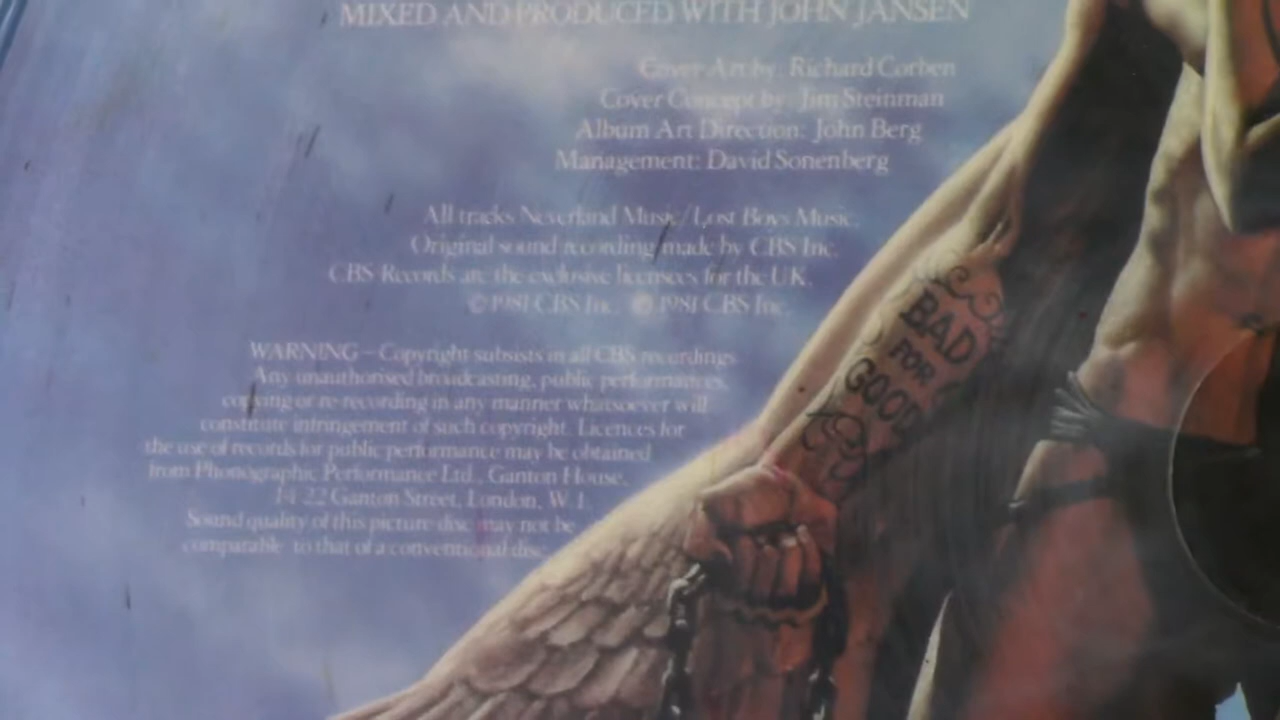 MIXED AND PRODUCED WITH JOHN JANSEN
Cover Art by: Richard Corben
Cover Concept by: Jim Steinman
Album Art Direction: John Berg
Management: David Sonenberg
All tracks Neverland Music/Lost Boys Music.
Original sound recording made by CBS Inc.
CBS Records are the exclusive licensees for the UK.
© 1981 CBS Inc. ℗ 1981 CBS Inc.
WARNING – Copyright subsists in all CBS recordings.
Any unauthorised broadcasting, public performances,
copying or re-recording in any manner whatsoever will
constitute infringement of such copyright. Licences for
the use of records for public performance may be obtained
from Phonographic Performance Ltd., Ganton House,
14-22 Ganton Street, London, W.1.
Sound quality of this picture disc may not be
comparable to that of a conventional disc
BAD
FOR
GOOD